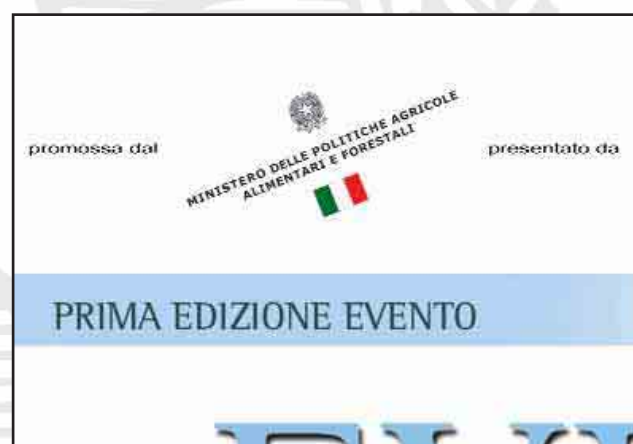 promossa dal
MINISTERO DELLE POLITICHE AGRICOLE
ALIMENTARI E FORESTALI
presentato da
PRIMA EDIZIONE EVENTO